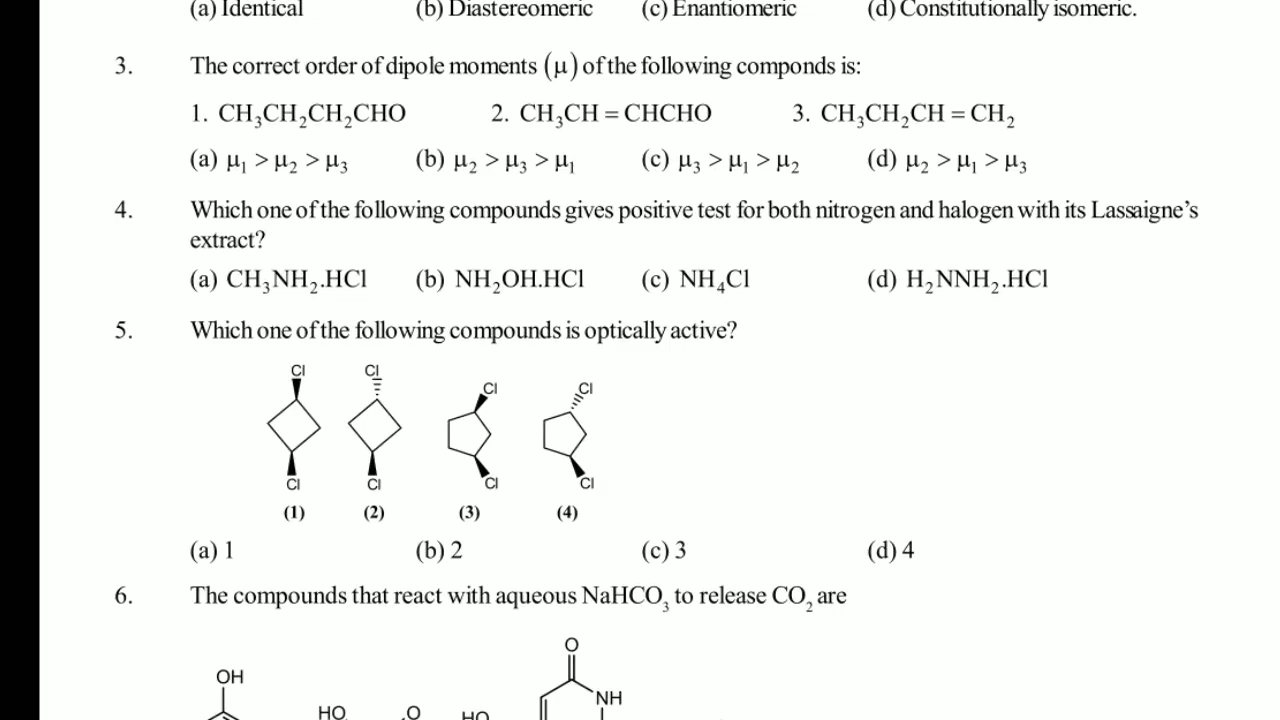 (a) Identical (b) Diastereomeric (c) Enantiomeric (d) Constitutionally isomeric.
3. The correct order of dipole moments (μ) of the following componds is:
1. CH₃CH₂CH₂CHO 2. CH₃CH = CHCHO 3. CH₃CH₂CH = CH₂
(a) μ₁ > μ₂ > μ₃ (b) μ₂ > μ₃ > μ₁ (c) μ₃ > μ₁ > μ₂ (d) μ₂ > μ₁ > μ₃
4. Which one of the following compounds gives positive test for both nitrogen and halogen with its Lassaigne's
extract?
(a) CH₃NH₂.HCl (b) NH₂OH.HCl (c) NH₄Cl (d) H₂NNH₂.HCl
5. Which one of the following compounds is optically active?
Cl Cl Cl Cl
Cl Cl Cl Cl
(1) (2) (3) (4)
(a) 1 (b) 2 (c) 3 (d) 4
6. The compounds that react with aqueous NaHCO₃ to release CO₂ are
O
OH NH
HO O HO